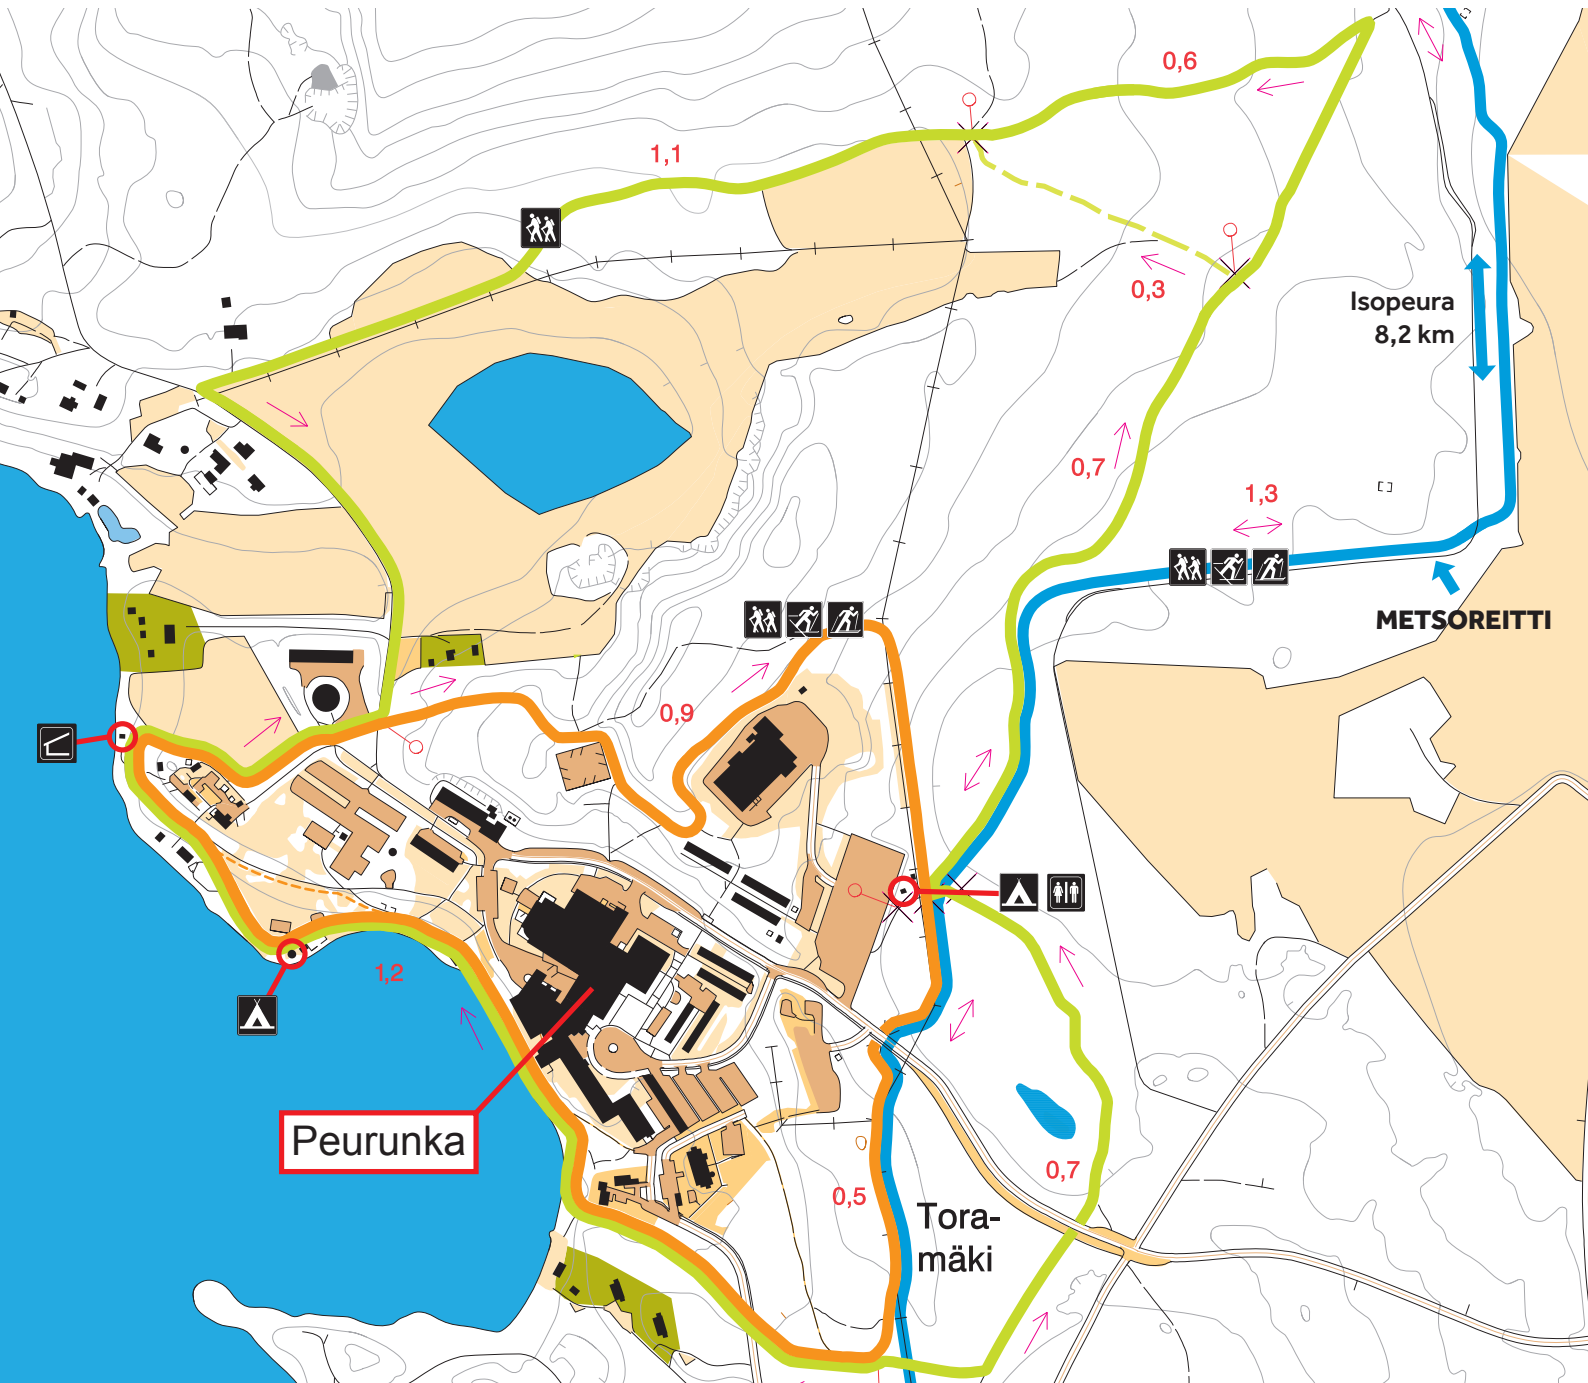 0,6
1,1
0,3
Isopeura
8,2 km
0,7
1,3
METSOREITTI
0,9
1,2
Peurunka
0,7
0,5
Tora-
mäki